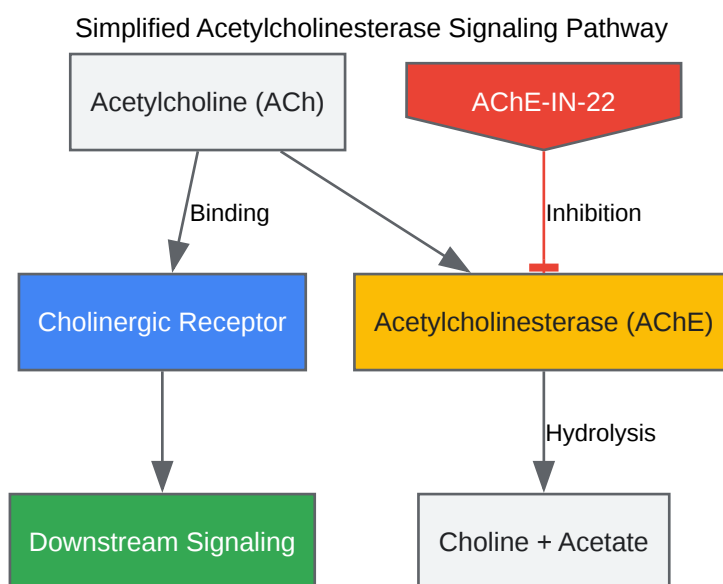 Simplified Acetylcholinesterase Signaling Pathway
Acetylcholine (ACh)
AChE-IN-22
Binding
Inhibition
Cholinergic Receptor
Acetylcholinesterase (AChE)
Hydrolysis
Downstream Signaling
Choline + Acetate